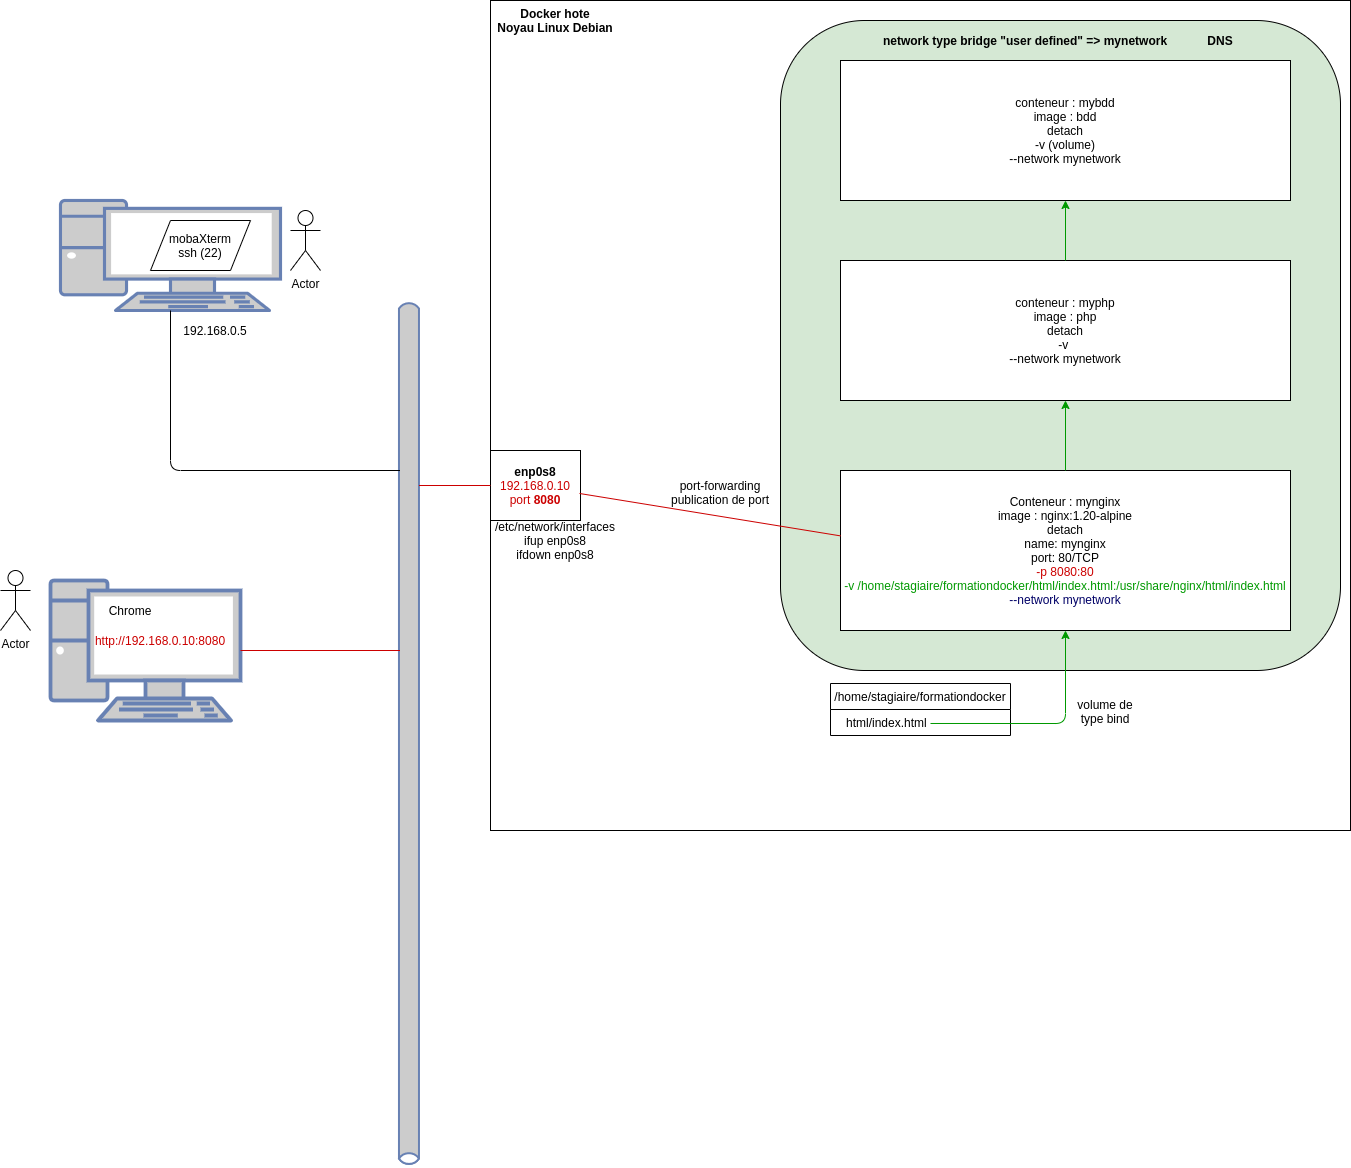 Docker hote
Noyau Linux Debian
network type bridge "user defined" => mynetwork DNS
conteneur : mybdd
image : bdd
detach
-v (volume)
--network mynetwork
mobaXterm
ssh (22)
Actor
192.168.0.5
conteneur : myphp
image : php
detach
-v
--network mynetwork
enp0s8
192.168.0.10
port 8080
/etc/network/interfaces
ifup enp0s8
ifdown enp0s8
port-forwarding
publication de port
Conteneur : mynginx
image : nginx:1.20-alpine
detach
name: mynginx
port: 80/TCP
-p 8080:80
-v /home/stagiaire/formationdocker/html/index.html:/usr/share/nginx/html/index.html
--network mynetwork
Actor
Chrome
http://192.168.0.10:8080
/home/stagiaire/formationdocker
html/index.html
volume de
type bind